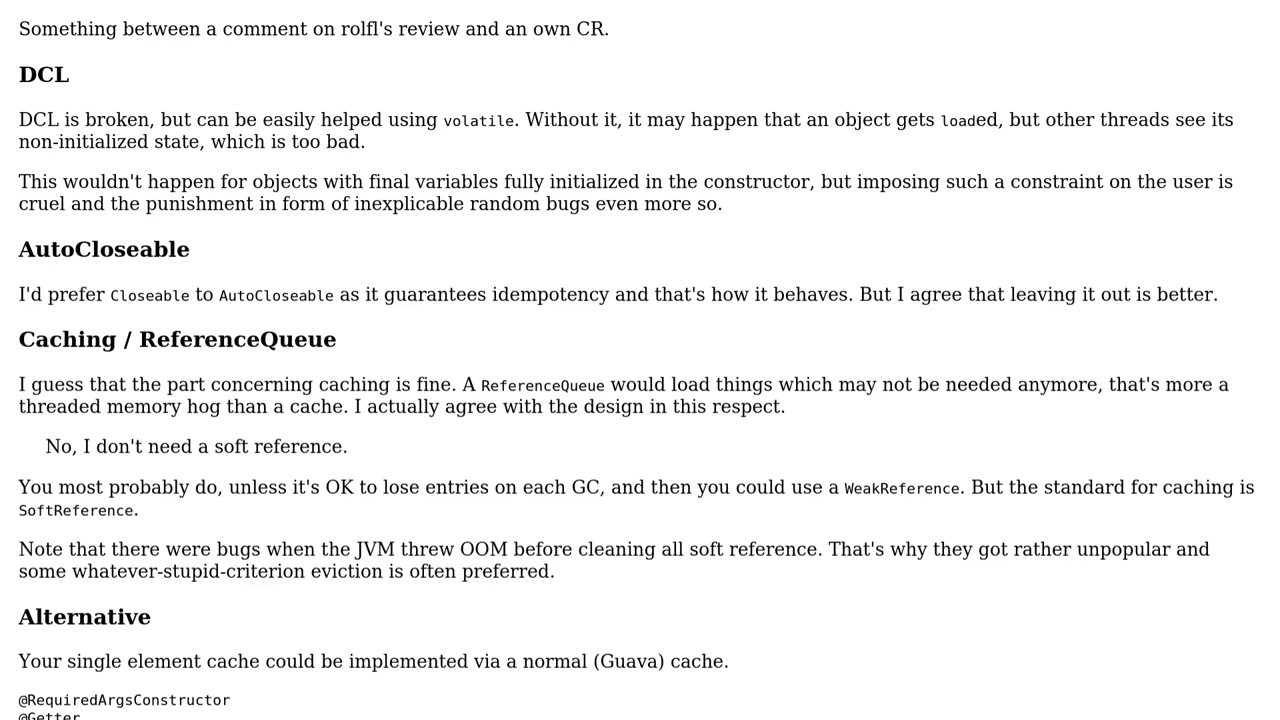 Something between a comment on rolfl's review and an own CR.
DCL
DCL is broken, but can be easily helped using volatile. Without it, it may happen that an object gets loaded, but other threads see its
non-initialized state, which is too bad.
This wouldn't happen for objects with final variables fully initialized in the constructor, but imposing such a constraint on the user is
cruel and the punishment in form of inexplicable random bugs even more so.
AutoCloseable
I'd prefer Closeable to AutoCloseable as it guarantees idempotency and that's how it behaves. But I agree that leaving it out is better.
Caching / ReferenceQueue
I guess that the part concerning caching is fine. A ReferenceQueue would load things which may not be needed anymore, that's more a
threaded memory hog than a cache. I actually agree with the design in this respect.
No, I don't need a soft reference.
You most probably do, unless it's OK to lose entries on each GC, and then you could use a WeakReference. But the standard for caching is
SoftReference.
Note that there were bugs when the JVM threw OOM before cleaning all soft reference. That's why they got rather unpopular and
some whatever-stupid-criterion eviction is often preferred.
Alternative
Your single element cache could be implemented via a normal (Guava) cache.
@RequiredArgsConstructor
@Getter